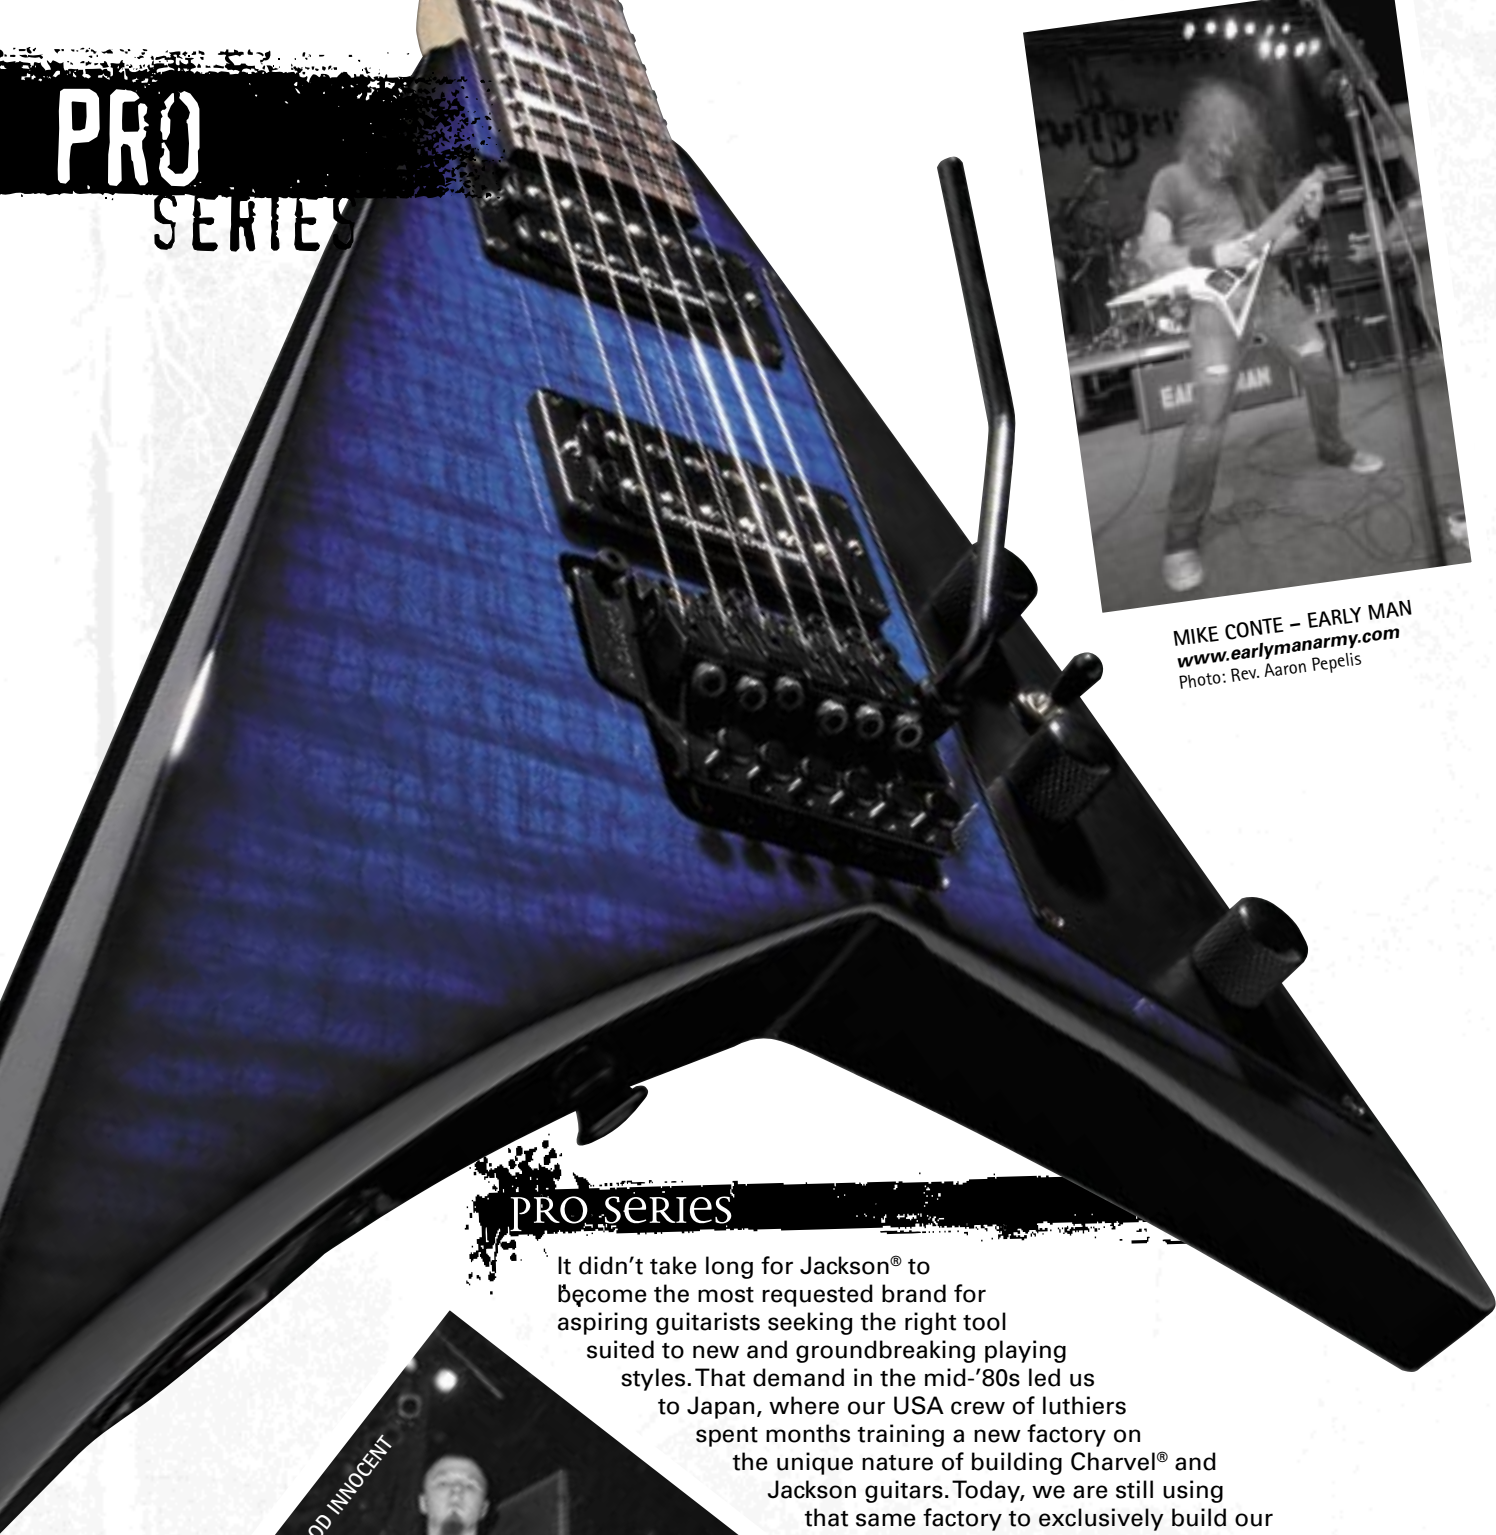 PRO
SERIES
MIKE CONTE – EARLY MAN
www.earlymanarmy.com
Photo: Rev. Aaron Pepelis
PRO SERIES
It didn’t take long for Jackson® to
become the most requested brand for
aspiring guitarists seeking the right tool
suited to new and groundbreaking playing
styles. That demand in the mid-’80s led us
to Japan, where our USA crew of luthiers
spent months training a new factory on
the unique nature of building Charvel® and
Jackson guitars. Today, we are still using
that same factory to exclusively build our
INNOCENT